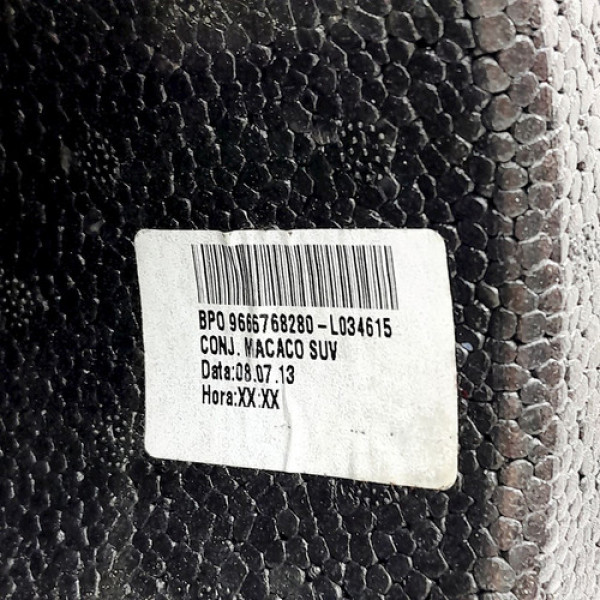 BPO 9666768280-L034615
CONJ. MACACO SUV
Data:08.07.13
Hora:XX:XX